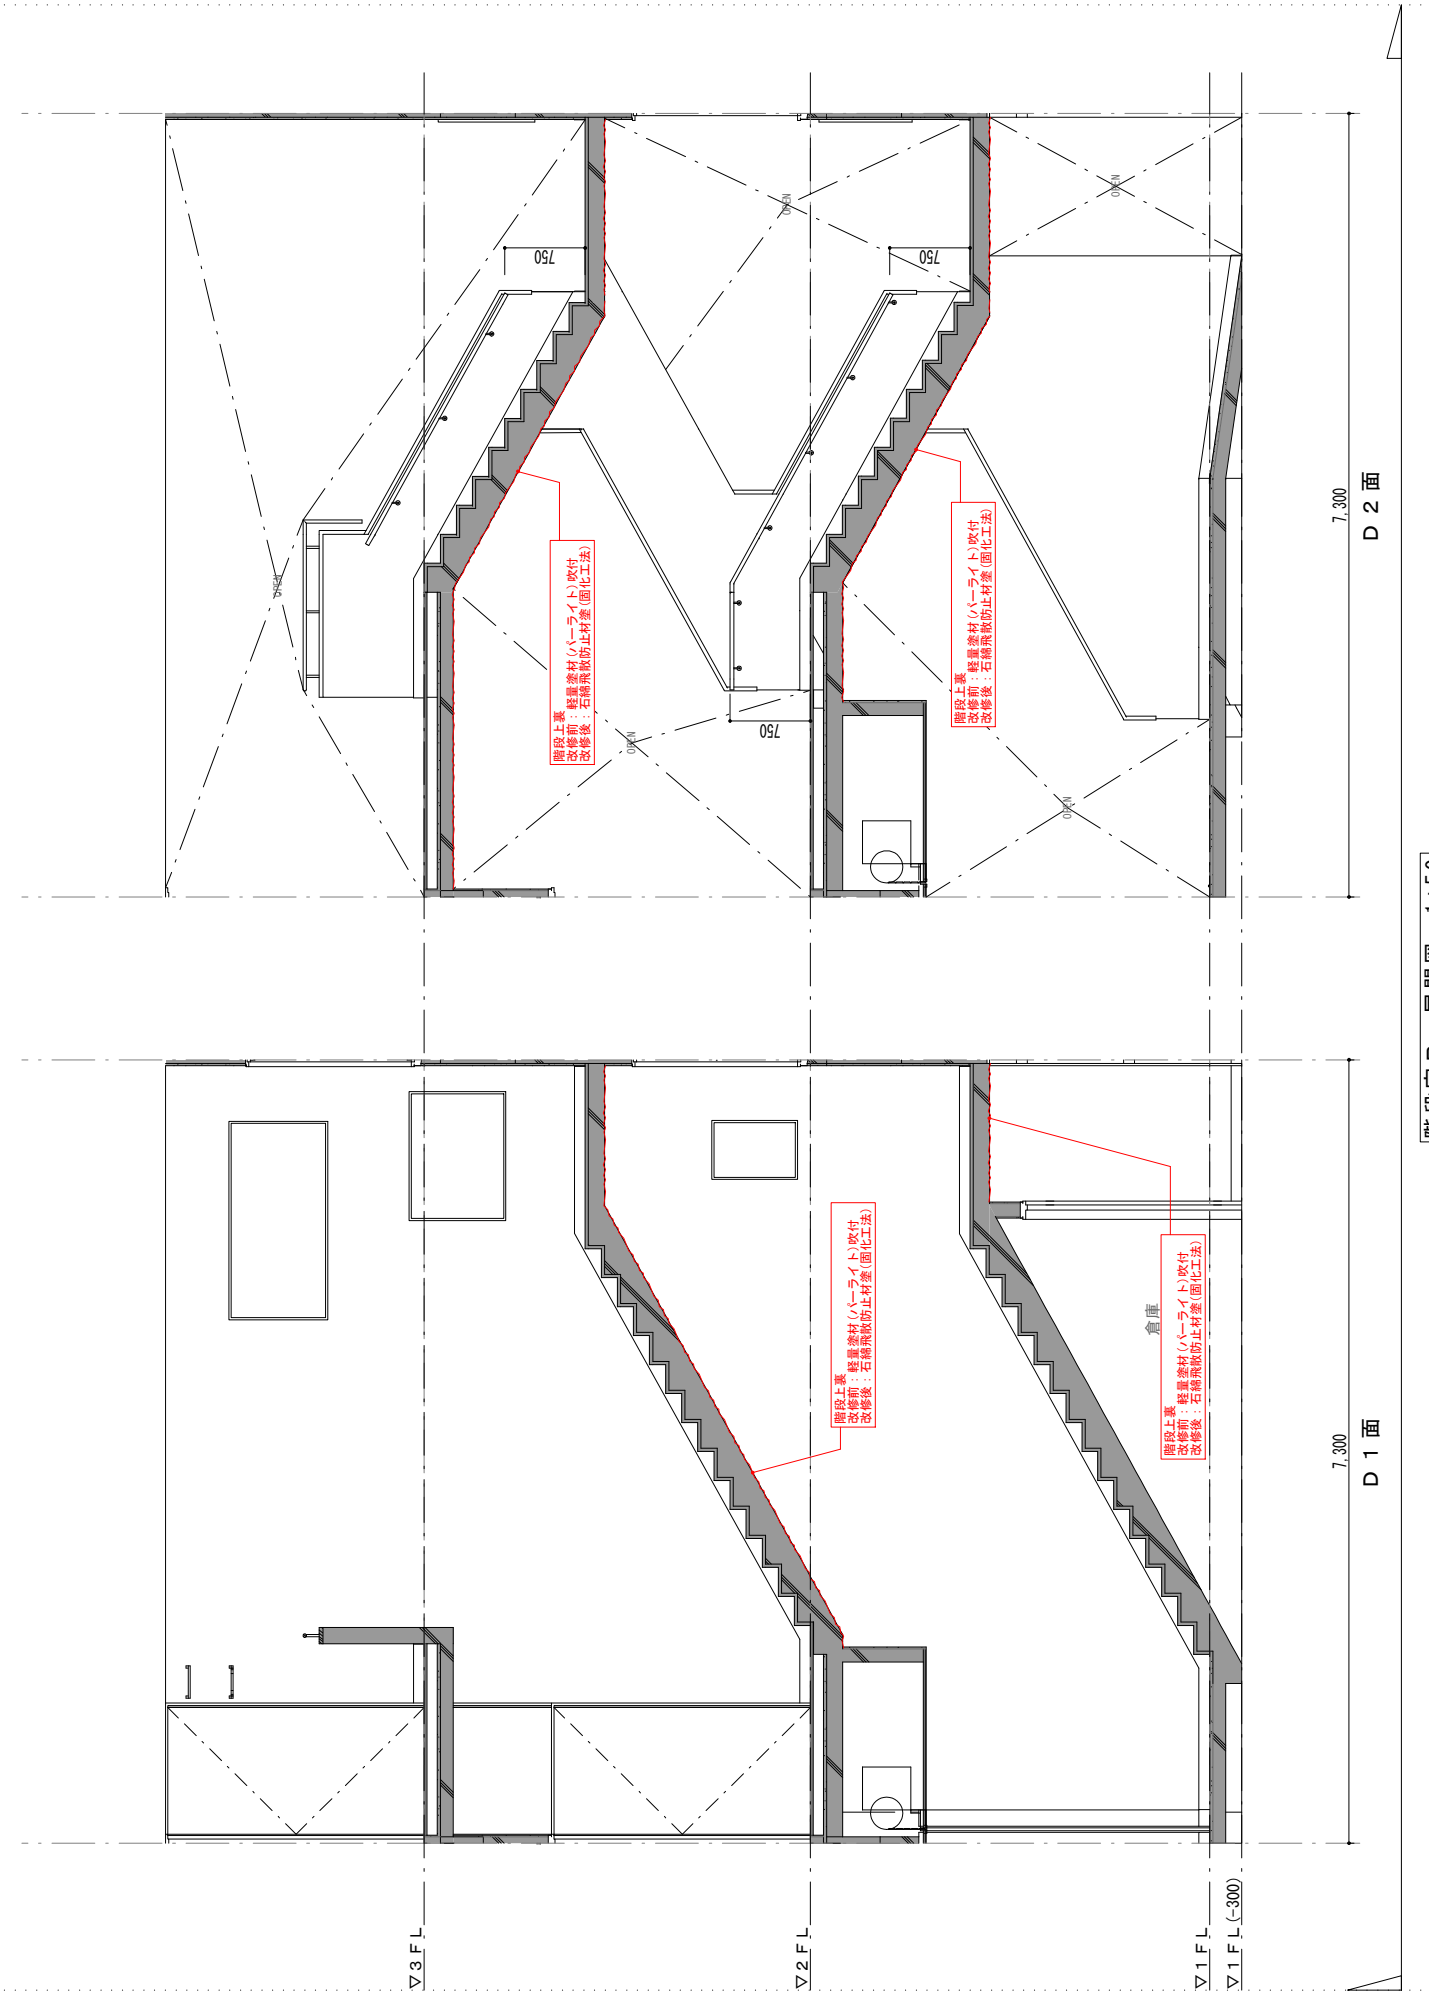 ▽3FL
▽2FL
▽1FL
▽1FL(-300)
階段上裏
改修前：軽量塗材(パーライト)吹付
改修後：石綿飛散防止材塗(固化工法)
階段上裏
改修前：軽量塗材(パーライト)吹付
改修後：石綿飛散防止材塗(固化工法)
倉庫
7,300
D1面
OPEN
OPEN
OPEN
OPEN
OPEN
750
750
750
階段上裏
改修前：軽量塗材(パーライト)吹付
改修後：石綿飛散防止材塗(固化工法)
階段上裏
改修前：軽量塗材(パーライト)吹付
改修後：石綿飛散防止材塗(固化工法)
7,300
D2面